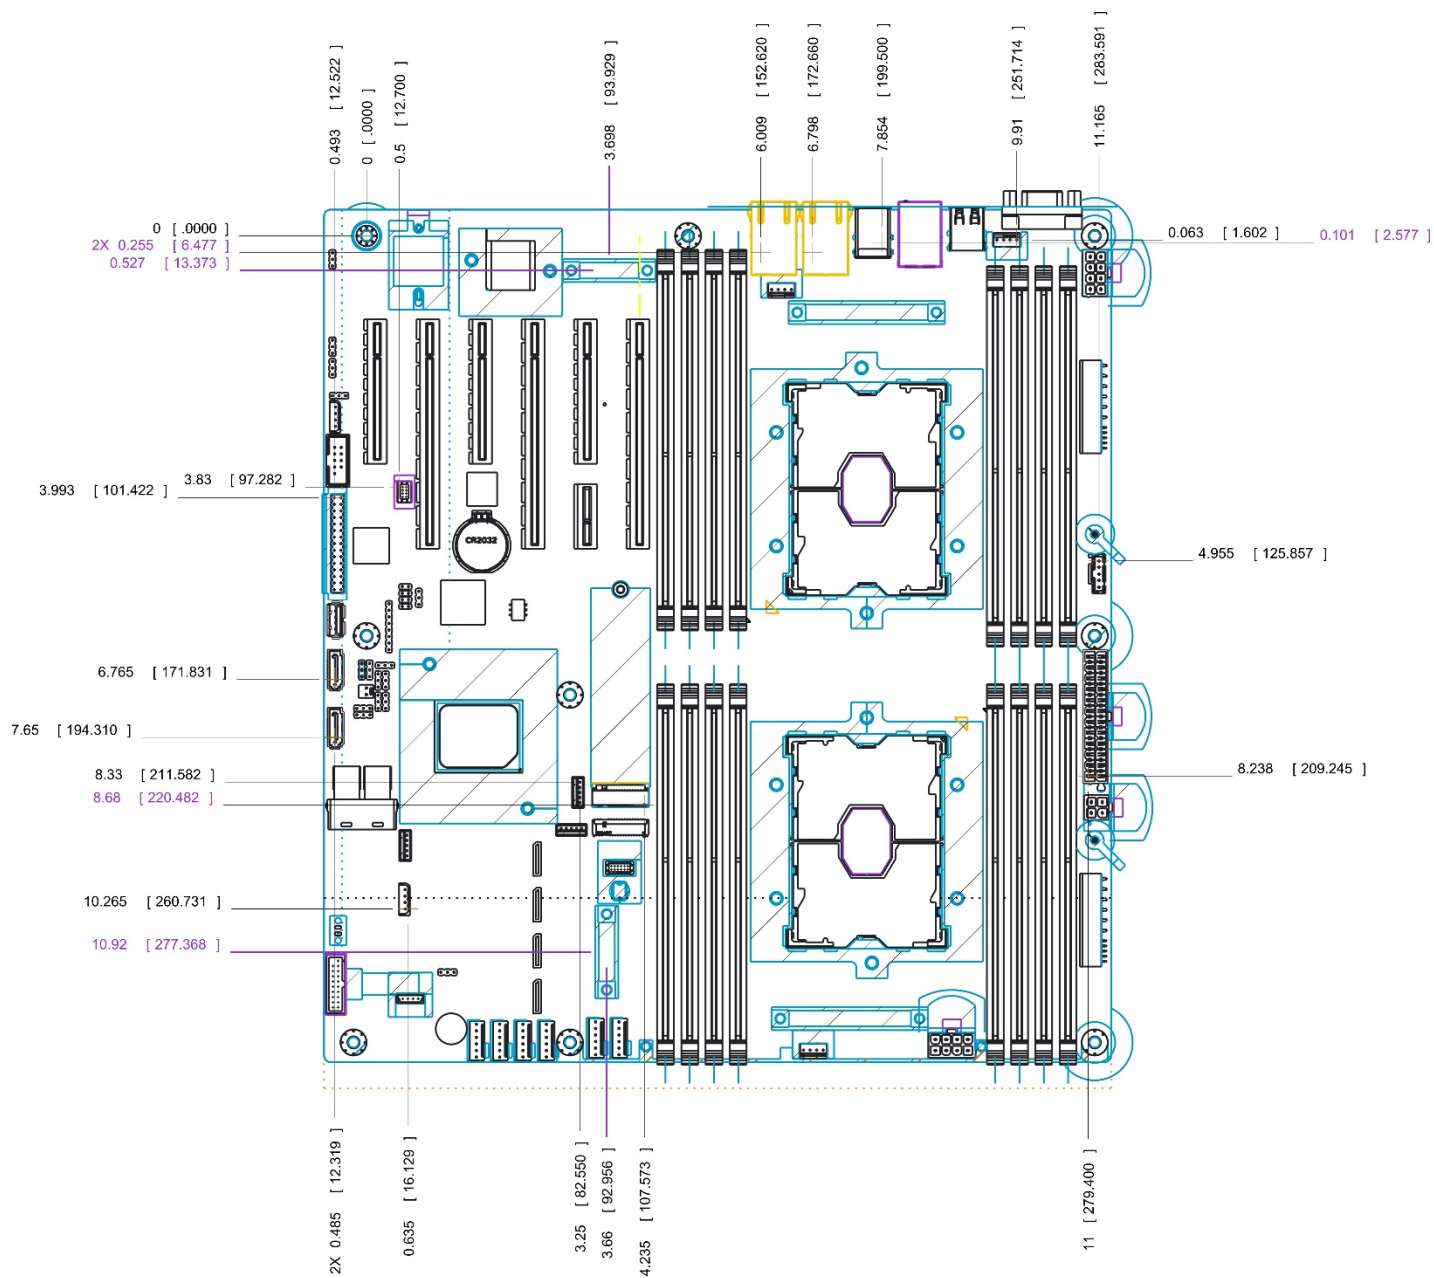 0.493 [ 12.522 ]
0 [ .0000 ]
0.5 [ 12.700 ]
3.698 [ 93.929 ]
6.009 [ 152.620 ]
6.798 [ 172.660 ]
7.854 [ 199.500 ]
9.91 [ 251.714 ]
11.165 [ 283.591 ]
0 [ .0000 ]
2X 0.255 [ 6.477 ]
0.527 [ 13.373 ]
0.063 [ 1.602 ]
0.101 [ 2.577 ]
3.83 [ 97.282 ]
3.993 [ 101.422 ]
CR2032
4.955 [ 125.857 ]
6.765 [ 171.831 ]
7.65 [ 194.310 ]
8.33 [ 211.582 ]
8.68 [ 220.482 ]
8.238 [ 209.245 ]
10.265 [ 260.731 ]
10.92 [ 277.368 ]
2X 0.485 [ 12.319 ]
0.635 [ 16.129 ]
3.25 [ 82.550 ]
3.66 [ 92.956 ]
4.235 [ 107.573 ]
11 [ 279.400 ]